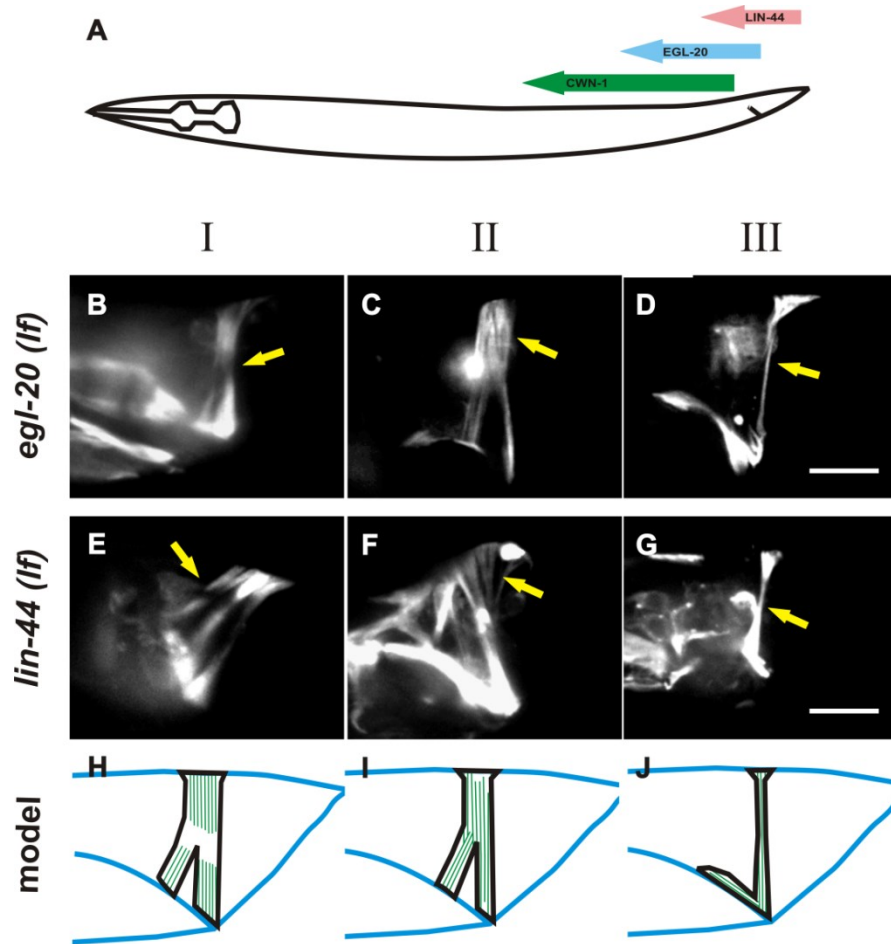 A
LIN-44
EGL-20
CWN-1
I II III
egl-20 (lf)
B C D
lin-44 (lf)
E F G
model
H I J